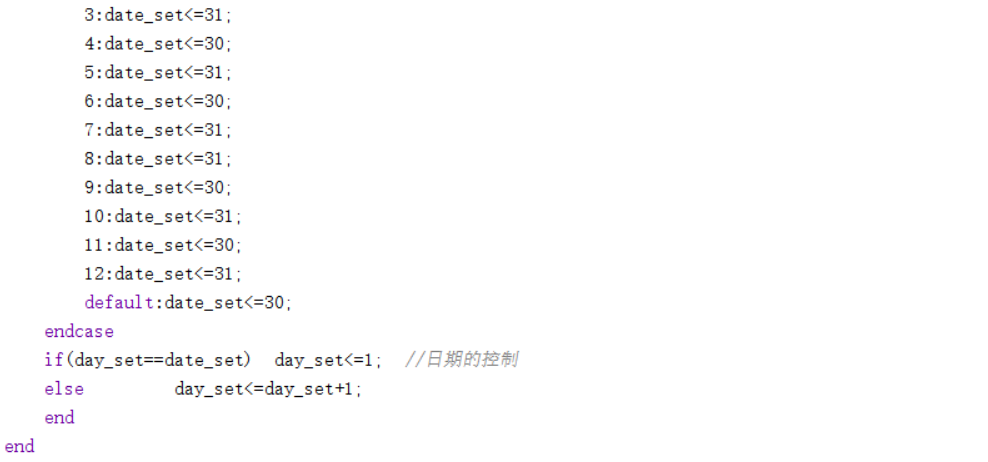 3:date_set<=31;
4:date_set<=30;
5:date_set<=31;
6:date_set<=30;
7:date_set<=31;
8:date_set<=31;
9:date_set<=30;
10:date_set<=31;
11:date_set<=30;
12:date_set<=31;
default:date_set<=30;
endcase
if(day_set==date_set)  day_set<=1;  //日期的控制
else         day_set<=day_set+1;
end
end